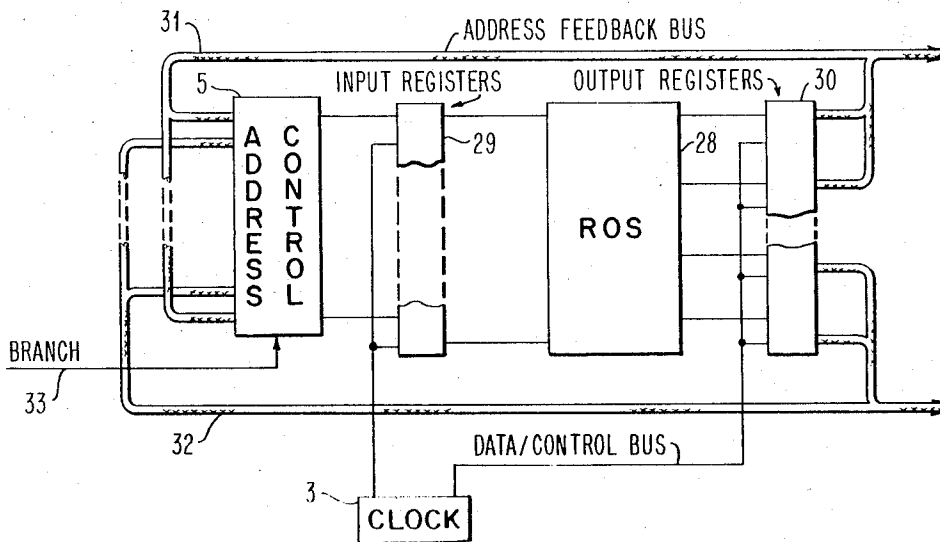 31
ADDRESS FEEDBACK BUS
5
INPUT REGISTERS
OUTPUT REGISTERS
30
ADDRESS
CONTROL
29
28
ROS
BRANCH
33
32
DATA/CONTROL BUS
3
CLOCK